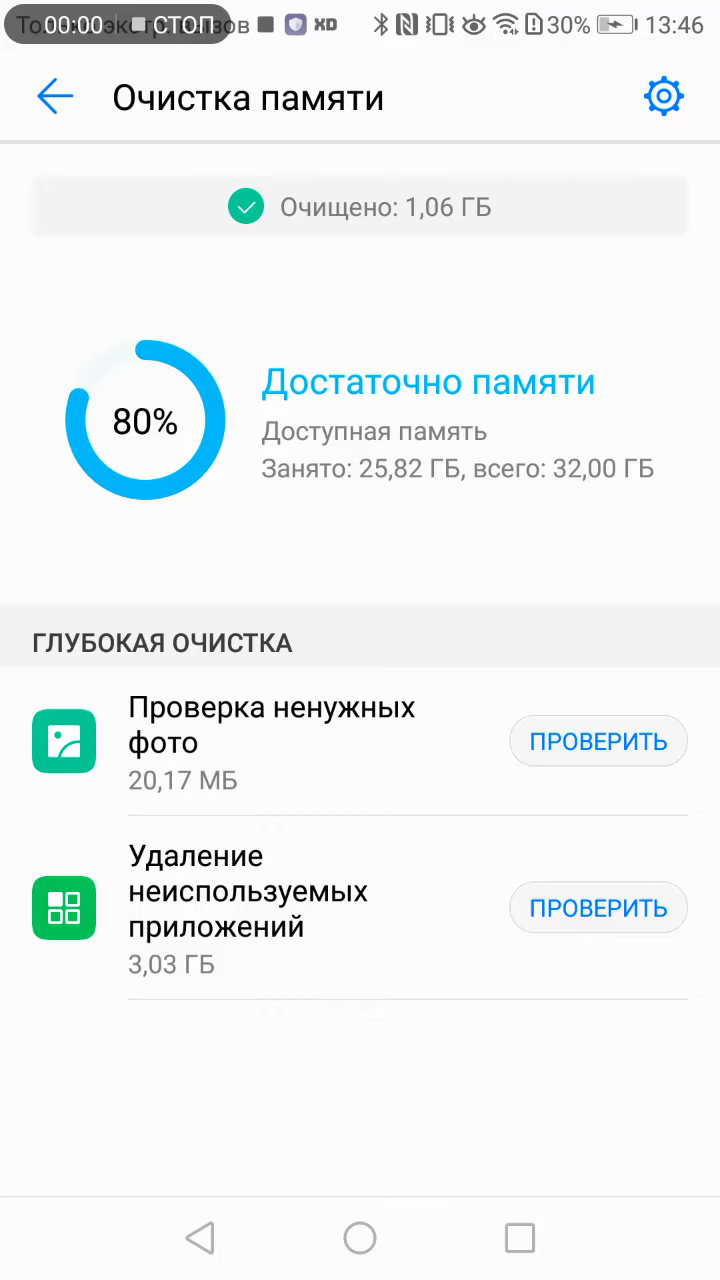 00:00 СТОП
30% 13:46
Очистка памяти
Очищено: 1,06 ГБ
80%
Достаточно памяти
Доступная память
Занято: 25,82 ГБ, всего: 32,00 ГБ
ГЛУБОКАЯ ОЧИСТКА
Проверка ненужных
фото
20,17 МБ
ПРОВЕРИТЬ
Удаление
неиспользуемых
приложений
3,03 ГБ
ПРОВЕРИТЬ